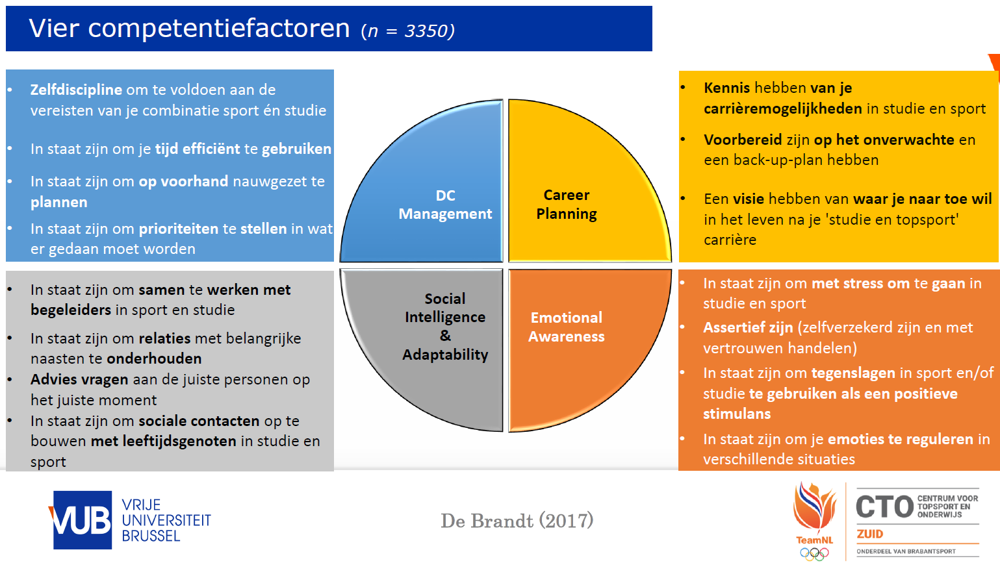 Vier competentiefactoren (n = 3350)
• Zelfdiscipline om te voldoen aan de
vereisten van je combinatie sport én studie
• In staat zijn om je tijd efficiënt te gebruiken
• In staat zijn om op voorhand nauwgezet te
plannen
• In staat zijn om prioriteiten te stellen in wat
er gedaan moet worden
DC
Management
Career
Planning
• Kennis hebben van je
carrièremogelijkheden in studie en sport
• Voorbereid zijn op het onverwachte en
een back-up-plan hebben
• Een visie hebben van waar je naar toe wil
in het leven na je 'studie en topsport'
carrière
• In staat zijn om samen te werken met
begeleiders in sport en studie
• In staat zijn om relaties met belangrijke
naasten te onderhouden
• Advies vragen aan de juiste personen op
het juiste moment
• In staat zijn om sociale contacten op te
bouwen met leeftijdsgenoten in studie en
sport
Social
Intelligence
&
Adaptability
Emotional
Awareness
• In staat zijn om met stress om te gaan in
studie en sport
• Assertief zijn (zelfverzekerd zijn en met
vertrouwen handelen)
• In staat zijn om tegenslagen in sport en/of
studie te gebruiken als een positieve
stimulans
• In staat zijn om je emoties te reguleren in
verschillende situaties
VUB
VRIJE
UNIVERSITEIT
BRUSSEL
De Brandt (2017)
TeamNL
CTO
CENTRUM VOOR
TOPSPORT EN
ONDERWIJS
ZUID
ONDERDEEL VAN BRABANTSPORT